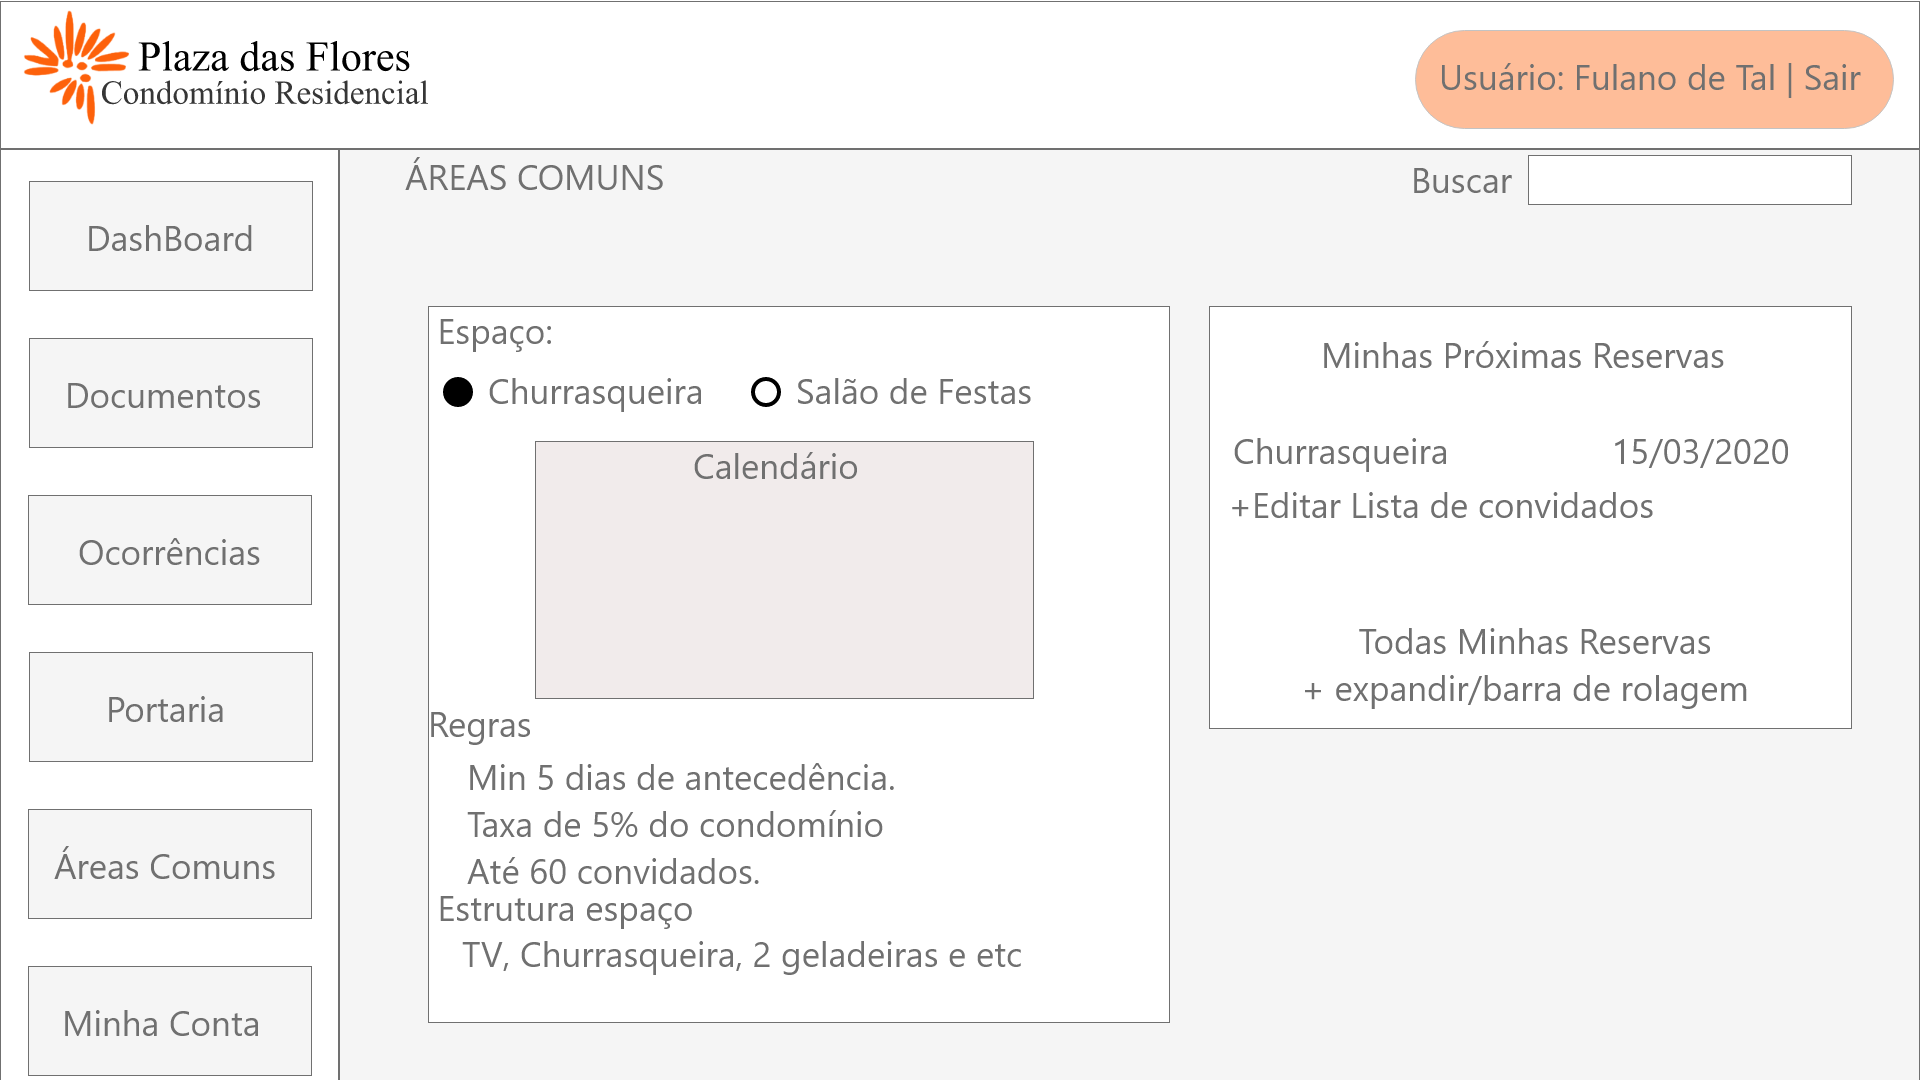 Plaza das Flores
Condomínio Residencial
Usuário: Fulano de Tal | Sair
DashBoard
Documentos
Ocorrências
Portaria
Áreas Comuns
Minha Conta
ÁREAS COMUNS
Buscar
Espaço:
Churrasqueira Salão de Festas
Calendário
Regras
Min 5 dias de antecedência.
Taxa de 5% do condomínio
Até 60 convidados.
Estrutura espaço
TV, Churrasqueira, 2 geladeiras e etc
Minhas Próximas Reservas
Churrasqueira 15/03/2020
+Editar Lista de convidados
Todas Minhas Reservas
+ expandir/barra de rolagem